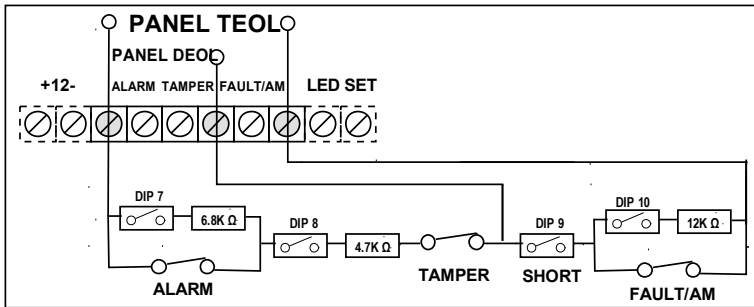 PANEL TEOL
PANEL DEOL
+12- ALARM TAMPER FAULT/AM LED SET
DIP 7 DIP 10
6.8K Ω DIP 8 DIP 9 12K Ω
4.7K Ω
TAMPER SHORT
ALARM FAULT/AM